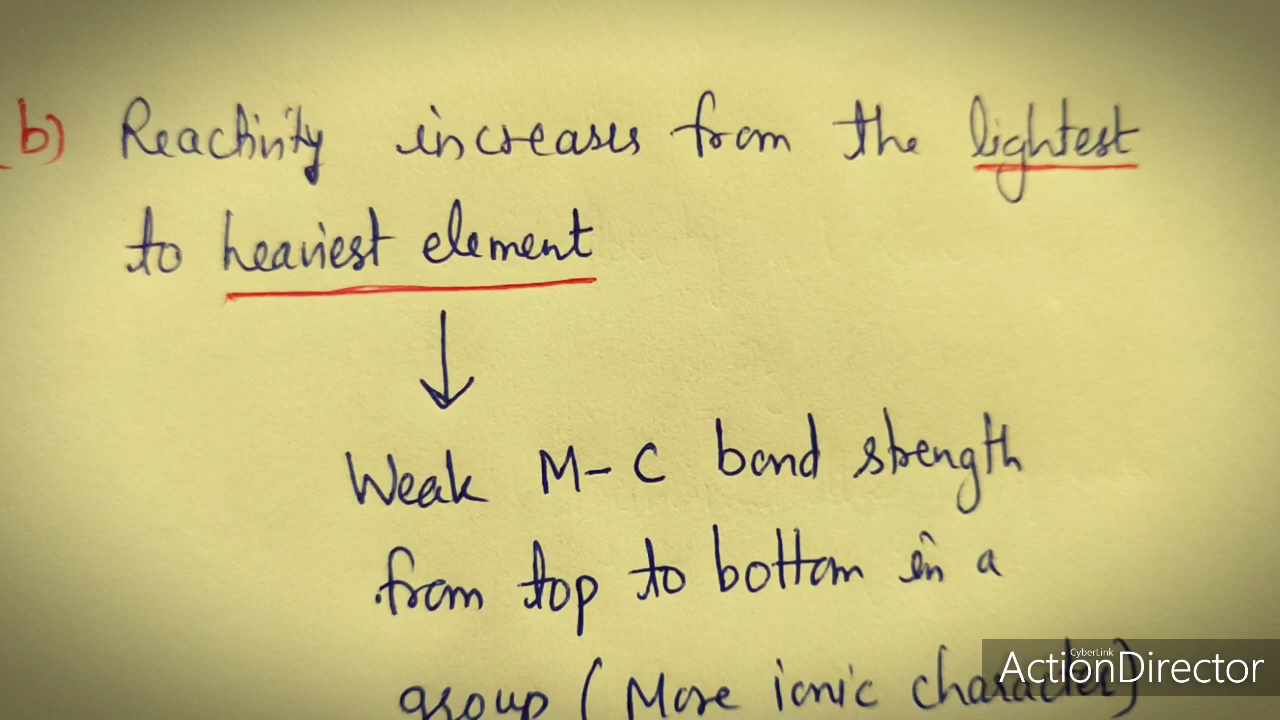 b) Reactivity increases from the lightest
to heaviest element
Weak M-C bond strength
from top to bottom in a
group (More ionic character)
CyberLink
ActionDirector